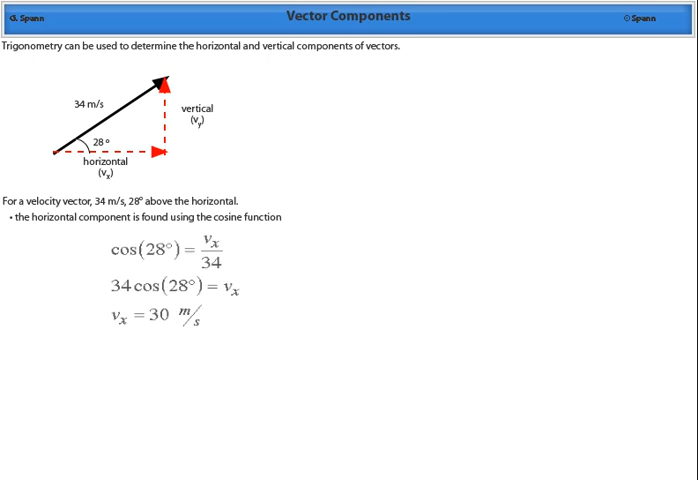 G. Spann
Vector Components
© Spann
Trigonometry can be used to determine the horizontal and vertical components of vectors.
34 m/s
vertical
(vy)
28 °
horizontal
(vx)
For a velocity vector, 34 m/s, 28° above the horizontal.
• the horizontal component is found using the cosine function
cos(28°) = vx/34
34 cos(28°) = vx
vx = 30 m/s